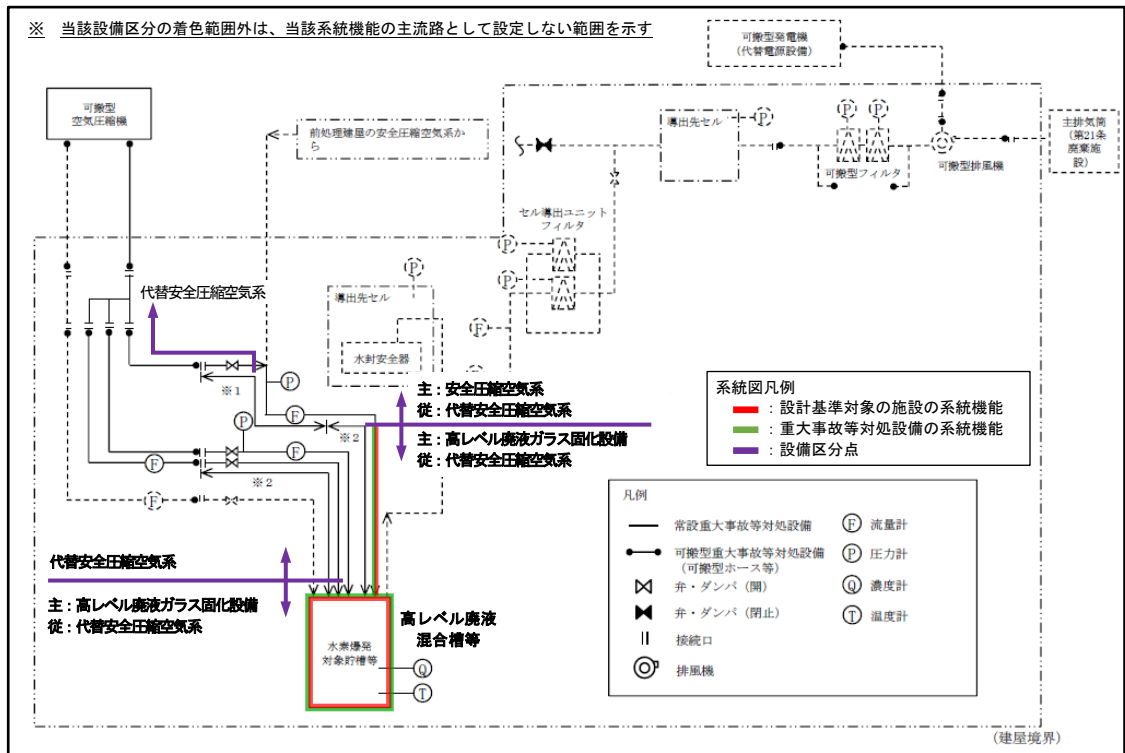 ※ 当該設備区分の着色範囲外は、当該系統機能の主流路として設定しない範囲を示す
可搬型発電機
(代替電源設備)
可搬型
空気圧縮機
前処理建屋の安全圧縮空気系か
ら
導出先セル
P
P
P
主排気筒
(第21条
廃棄施
設)
可搬型フィルタ
可搬型排風機
セル導出ユニット
フィルタ
P
P
P
導出先セル
F
水封安全器
代替安全圧縮空気系
※1
P
F
P
※2
F
F
※2
F
主:安全圧縮空気系
従:代替安全圧縮空気系
主:高レベル廃液ガラス固化設備
従:代替安全圧縮空気系
系統図凡例
:設計基準対象の施設の系統機能
:重大事故等対処設備の系統機能
:設備区分点
代替安全圧縮空気系
主:高レベル廃液ガラス固化設備
従:代替安全圧縮空気系
高レベル廃液
混合槽等
水素爆発
対象貯槽等
Q
T
凡例
常設重大事故等対処設備
可搬型重大事故等対処設備
(可搬型ホース等)
弁・ダンパ(開)
弁・ダンパ(閉止)
接続口
排風機
F 流量計
P 圧力計
Q 濃度計
T 温度計
(建屋境界)